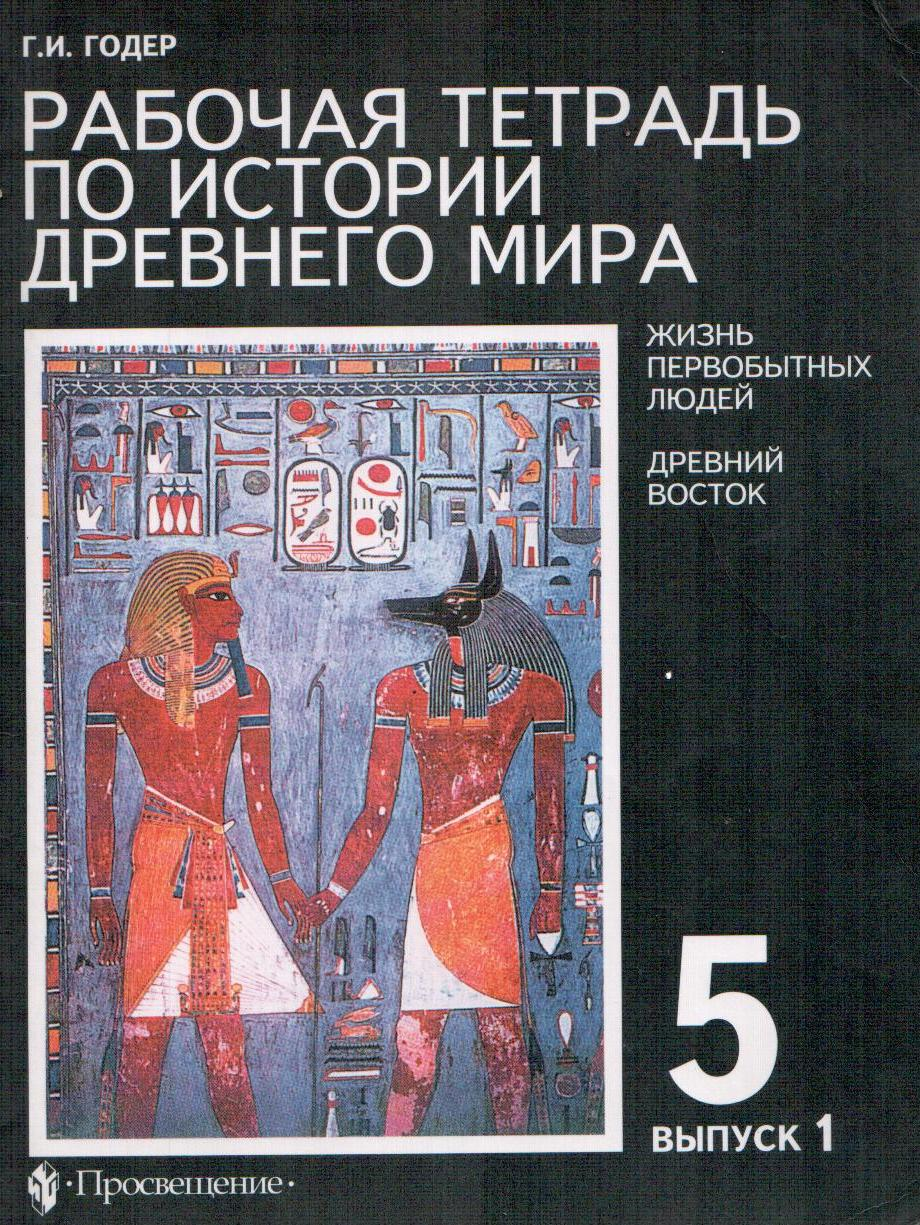 Г.И. ГОДЕР
РАБОЧАЯ ТЕТРАДЬ
ПО ИСТОРИИ
ДРЕВНЕГО МИРА
ЖИЗНЬ
ПЕРВОБЫТНЫХ
ЛЮДЕЙ
ДРЕВНИЙ
ВОСТОК
5
ВЫПУСК 1
·Просвещение·